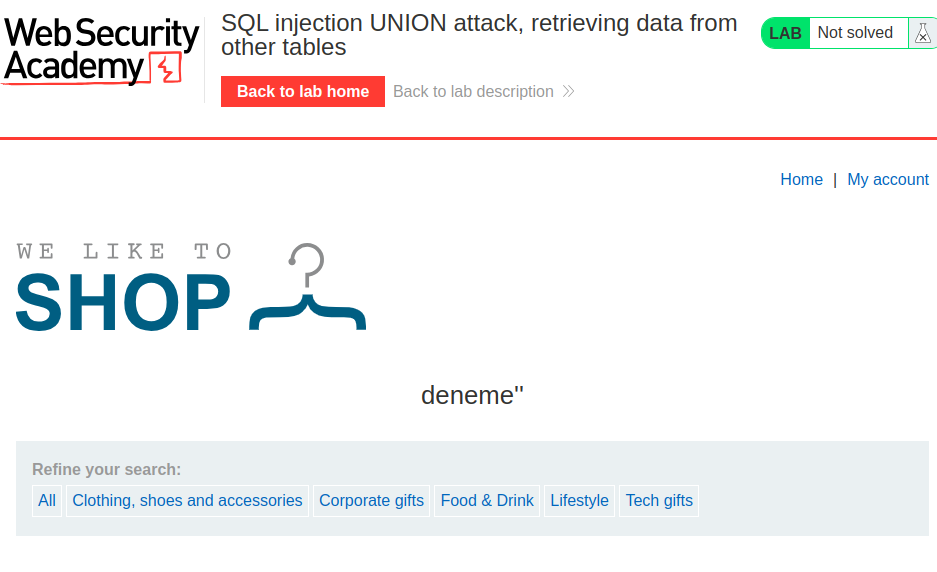 Web Security
Academy
SQL injection UNION attack, retrieving data from
other tables
Back to lab home
Back to lab description
LAB
Not solved
Home | My account
WE LIKE TO
SHOP
deneme''
Refine your search:
All
Clothing, shoes and accessories
Corporate gifts
Food & Drink
Lifestyle
Tech gifts